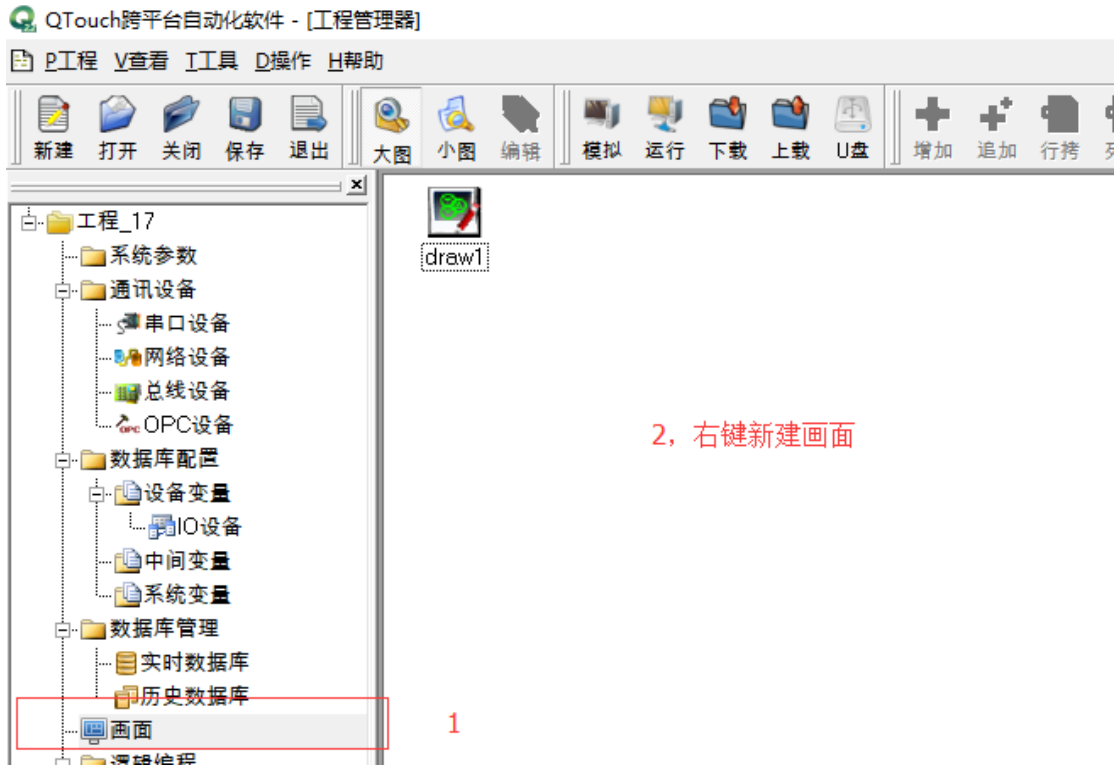 QTouch跨平台自动化软件 - [工程管理器]
P工程 V查看 T工具 D操作 H帮助
新建 打开 关闭 保存 退出 大图 小图 编辑 模拟 运行 下载 上载 U盘 增加 追加 行拷
工程_17
draw1
系统参数
通讯设备
串口设备
网络设备
总线设备
OPC设备
2，右键新建画面
数据库配置
设备变量
IO设备
中间变量
系统变量
数据库管理
实时数据库
历史数据库
画面
1
逻辑编程